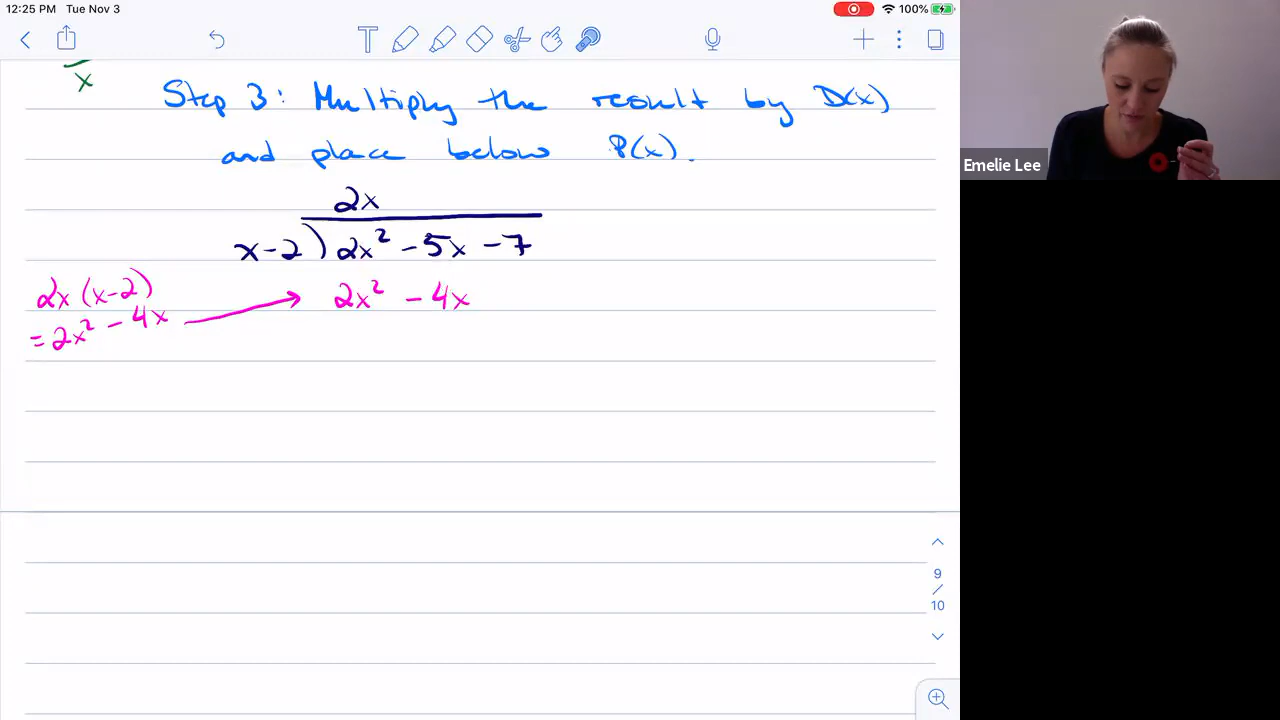 12:25 PM Tue Nov 3
100%
x
Step 3: Multiply the result by D(x)
and place below P(x).
2x
x-2) 2x² - 5x - 7
2x (x-2)
2x² - 4x
= 2x² - 4x
Emelie Lee
9
/
10